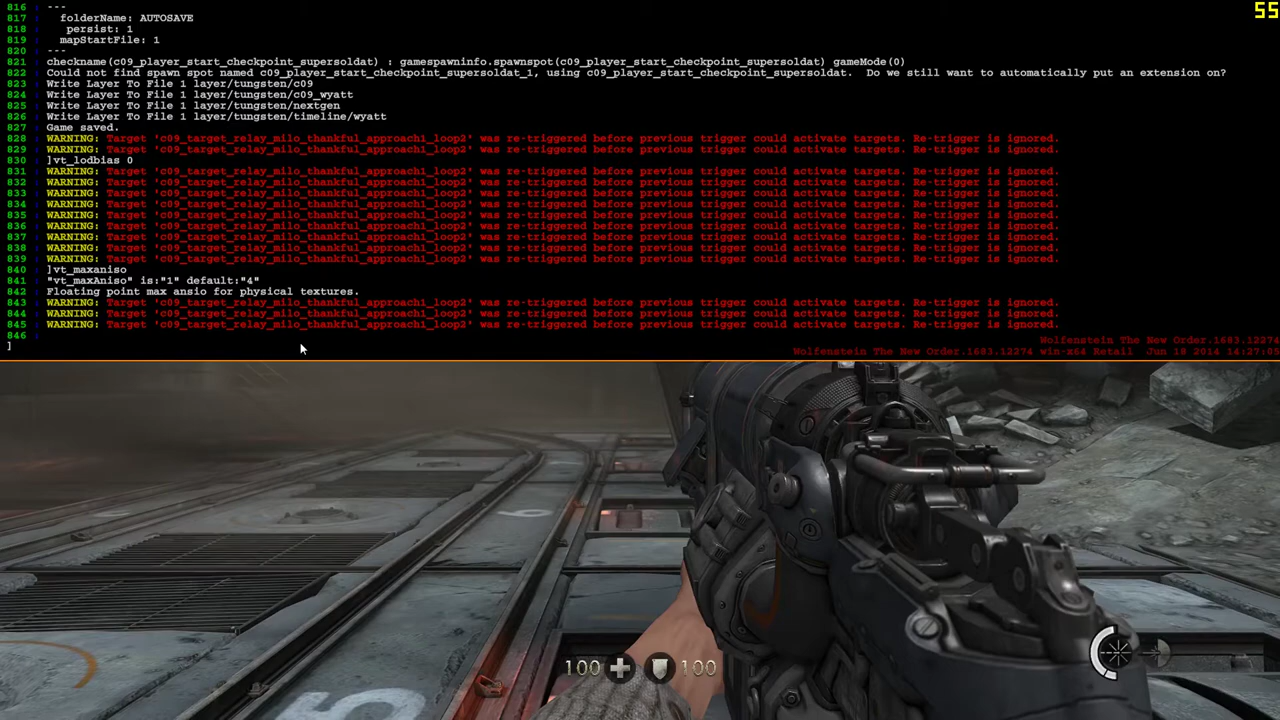 55
816 ---
817 folderName: AUTOSAVE
818 persist: 1
819 mapStartFile: 1
820 ---
821 checkname(c09_player_start_checkpoint_supersoldat) : gamespawninfo.spawnspot(c09_player_start_checkpoint_supersoldat) gameMode(0)
822 Could not find spawn spot named c09_player_start_checkpoint_supersoldat_1, using c09_player_start_checkpoint_supersoldat. Do we still want to automatically put an extension on?
823 Write Layer To File 1 layer/tungsten/c09
824 Write Layer To File 1 layer/tungsten/c09_wyatt
825 Write Layer To File 1 layer/tungsten/nextgen
826 Write Layer To File 1 layer/tungsten/timeline/wyatt
827 Game saved.
828 WARNING: Target 'c09_target_relay_milo_thankful_approach1_loop2' was re-triggered before previous trigger could activate targets. Re-trigger is ignored.
829 WARNING: Target 'c09_target_relay_milo_thankful_approach1_loop2' was re-triggered before previous trigger could activate targets. Re-trigger is ignored.
830 ]vt_lodbias 0
831 WARNING: Target 'c09_target_relay_milo_thankful_approach1_loop2' was re-triggered before previous trigger could activate targets. Re-trigger is ignored.
832 WARNING: Target 'c09_target_relay_milo_thankful_approach1_loop2' was re-triggered before previous trigger could activate targets. Re-trigger is ignored.
833 WARNING: Target 'c09_target_relay_milo_thankful_approach1_loop2' was re-triggered before previous trigger could activate targets. Re-trigger is ignored.
834 WARNING: Target 'c09_target_relay_milo_thankful_approach1_loop2' was re-triggered before previous trigger could activate targets. Re-trigger is ignored.
835 WARNING: Target 'c09_target_relay_milo_thankful_approach1_loop2' was re-triggered before previous trigger could activate targets. Re-trigger is ignored.
836 WARNING: Target 'c09_target_relay_milo_thankful_approach1_loop2' was re-triggered before previous trigger could activate targets. Re-trigger is ignored.
837 WARNING: Target 'c09_target_relay_milo_thankful_approach1_loop2' was re-triggered before previous trigger could activate targets. Re-trigger is ignored.
838 WARNING: Target 'c09_target_relay_milo_thankful_approach1_loop2' was re-triggered before previous trigger could activate targets. Re-trigger is ignored.
839 WARNING: Target 'c09_target_relay_milo_thankful_approach1_loop2' was re-triggered before previous trigger could activate targets. Re-trigger is ignored.
840 ]vt_maxaniso
841 "vt_maxAniso" is:"1" default:"4"
842 Floating point max ansio for physical textures.
843 WARNING: Target 'c09_target_relay_milo_thankful_approach1_loop2' was re-triggered before previous trigger could activate targets. Re-trigger is ignored.
844 WARNING: Target 'c09_target_relay_milo_thankful_approach1_loop2' was re-triggered before previous trigger could activate targets. Re-trigger is ignored.
845 WARNING: Target 'c09_target_relay_milo_thankful_approach1_loop2' was re-triggered before previous trigger could activate targets. Re-trigger is ignored.
846
]
Wolfenstein The New Order.1683.12274
Wolfenstein The New Order.1683.12274 win-x64 Retail Jun 18 2014 14:27:05
100 100